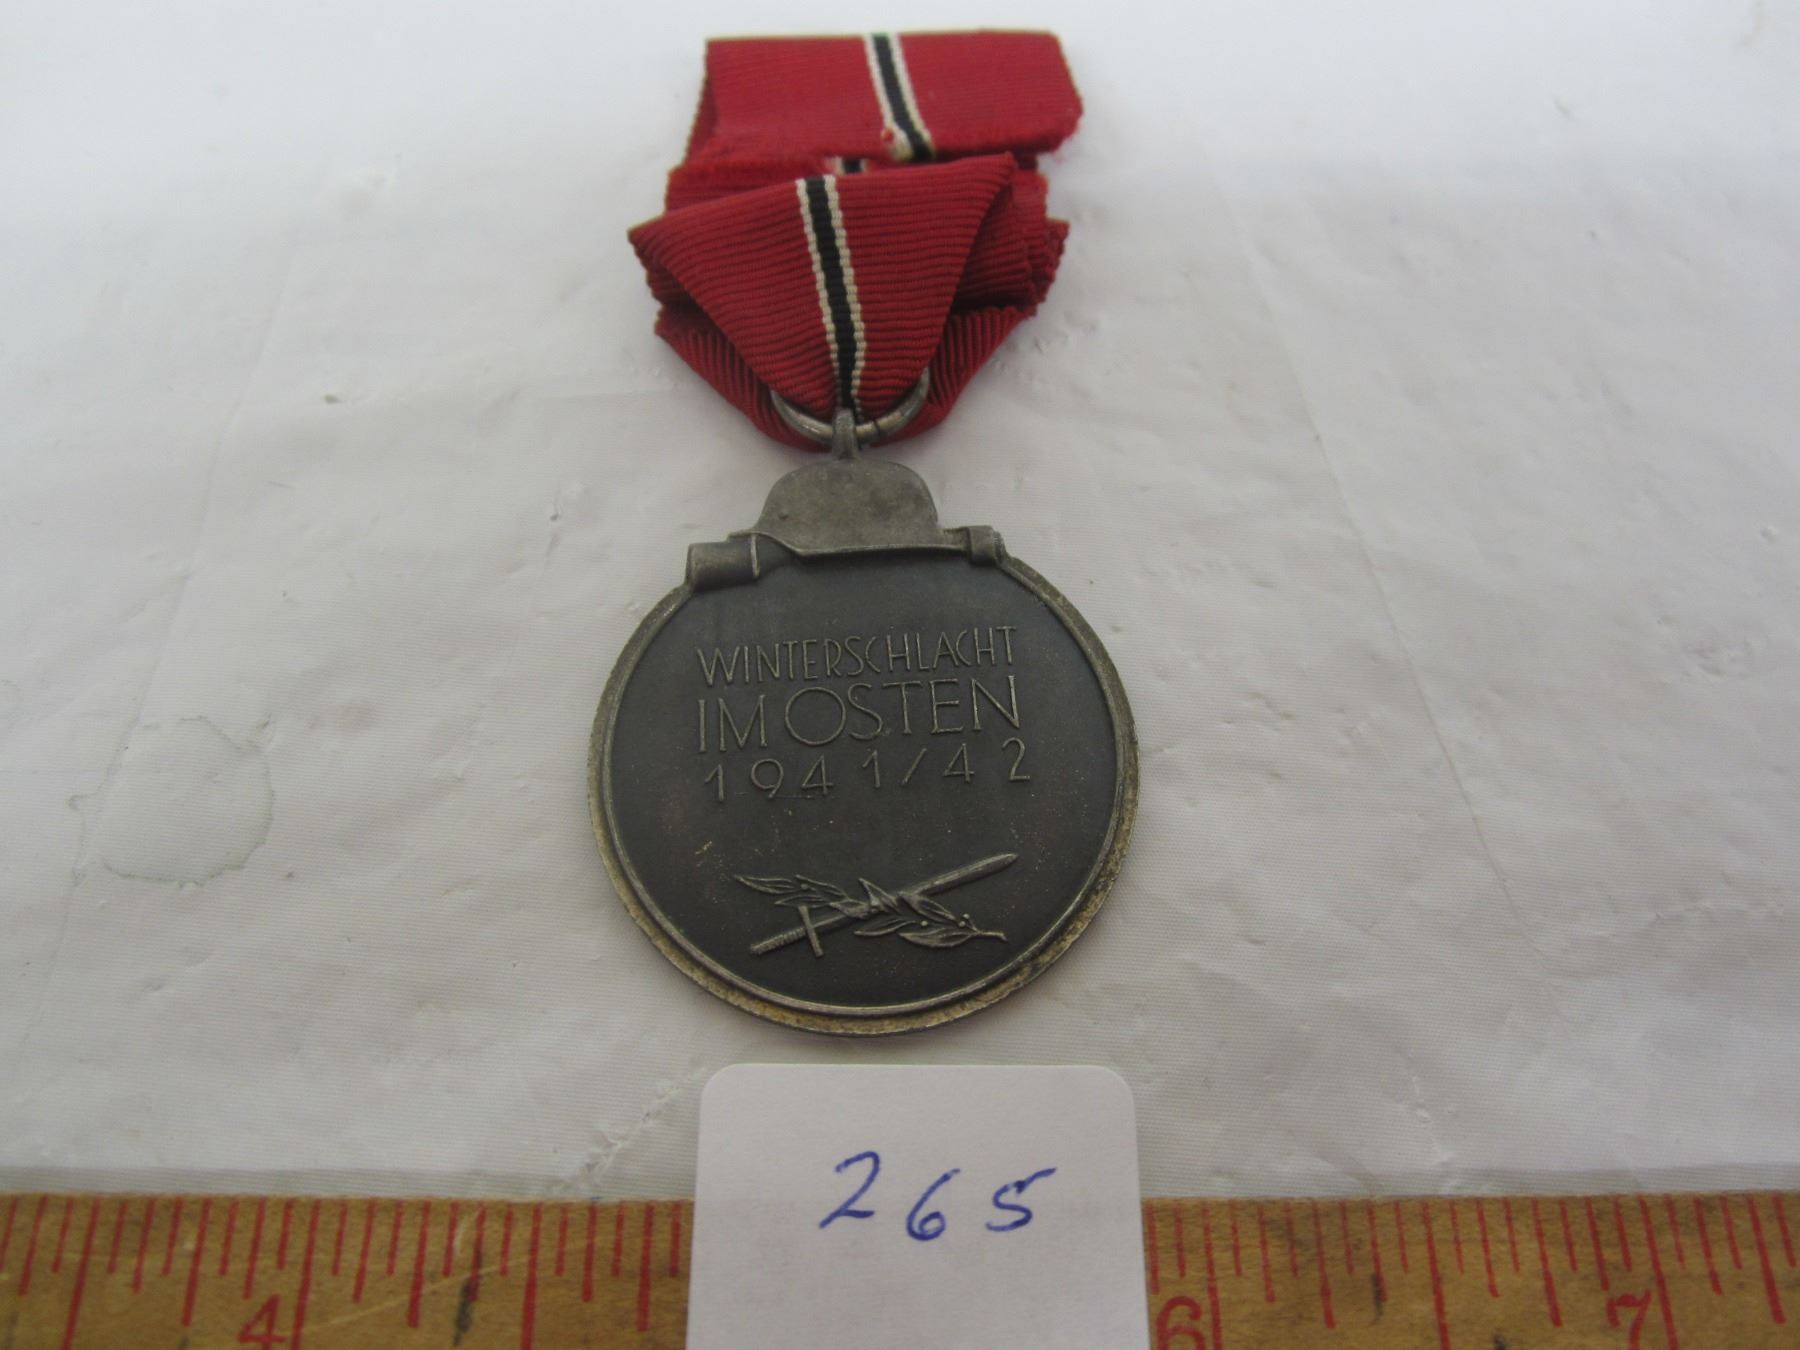 WINTERSCHLACHT
IM OSTEN
1941/42
265
4 6 7